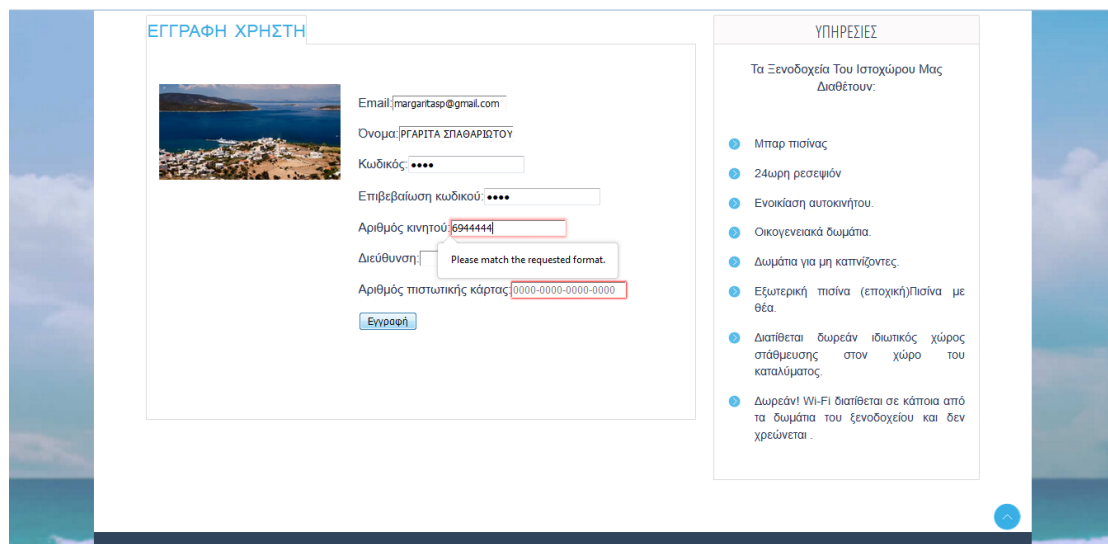 ΕΓΓΡΑΦΗ ΧΡΗΣΤΗ
Email: margaritasp@gmail.com
Όνομα: ΡΓΑΡΙΤΑ ΣΠΑΘΑΡΙΩΤΟΥ
Κωδικός: ••••
Επιβεβαίωση κωδικού: ••••
Αριθμός κινητού: 6944444
Διεύθυνση:
Please match the requested format.
Αριθμός πιστωτικής κάρτας: 0000-0000-0000-0000
Εγγραφή
ΥΠΗΡΕΣΙΕΣ
Τα Ξενοδοχεία Του Ιστοχώρου Μας
Διαθέτουν:
Μπαρ πισίνας
24ωρη ρεσεψιόν
Ενοικίαση αυτοκινήτου.
Οικογενειακά δωμάτια.
Δωμάτια για μη καπνίζοντες.
Εξωτερική πισίνα (εποχική)Πισίνα με
θέα.
Διατίθεται δωρεάν ιδιωτικός χώρος
στάθμευσης στον χώρο του
καταλύματος.
Δωρεάν! Wi-Fi διατίθεται σε κάποια από
τα δωμάτια του ξενοδοχείου και δεν
χρεώνεται .